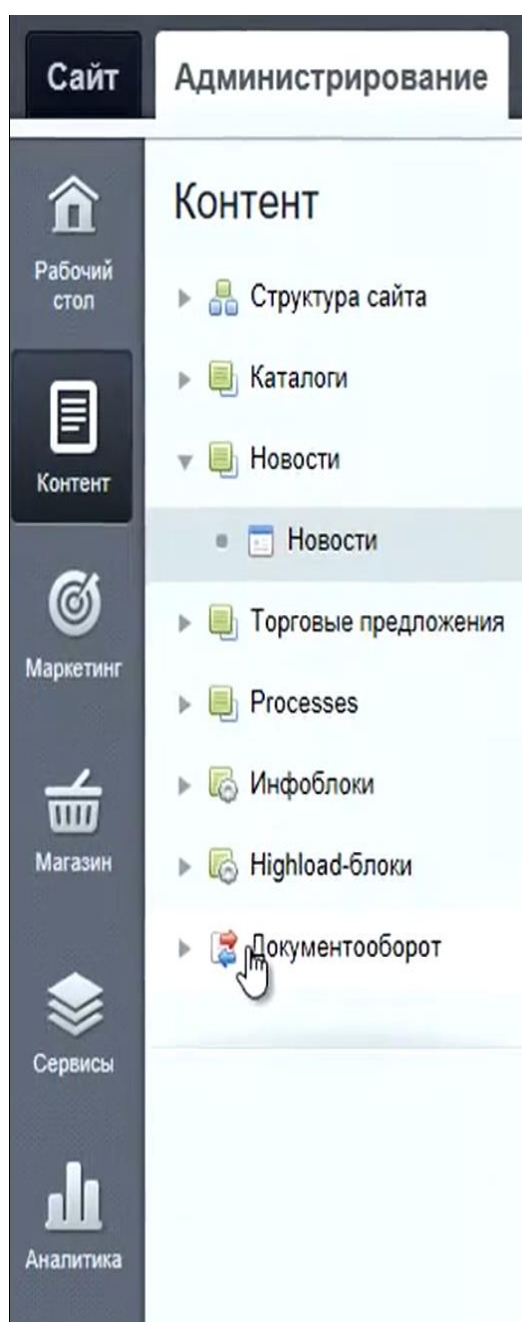 Сайт
Администрирование
Рабочий
стол
Контент
Маркетинг
Магазин
Сервисы
Аналитика
Контент
Структура сайта
Каталоги
Новости
Новости
Торговые предложения
Processes
Инфоблоки
Highload-блоки
Документооборот